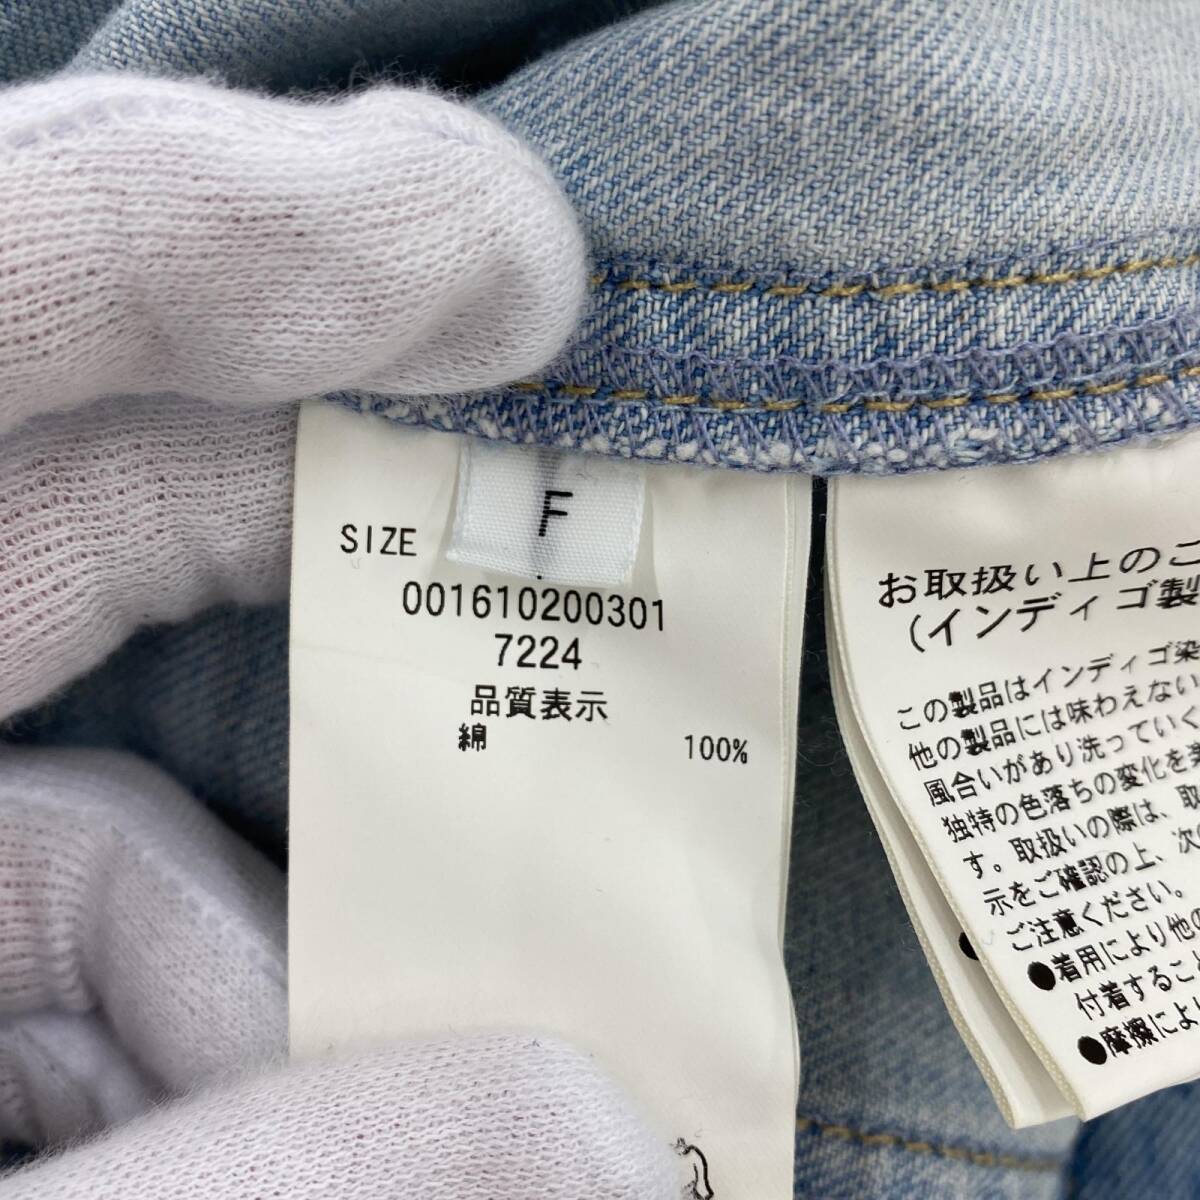 F
SIZE
001610200301
7224
品質表示
綿 100%
お取扱い上のご
(インディゴ製
この製品はインディゴ染
他の製品には味わえない
風合いがあり洗っていく
独特の色落ちの変化を楽
す。取扱いの際は、取
示をご確認の上、次の
ご注意ください。
●着用により他の
付着すること
●摩擦によ